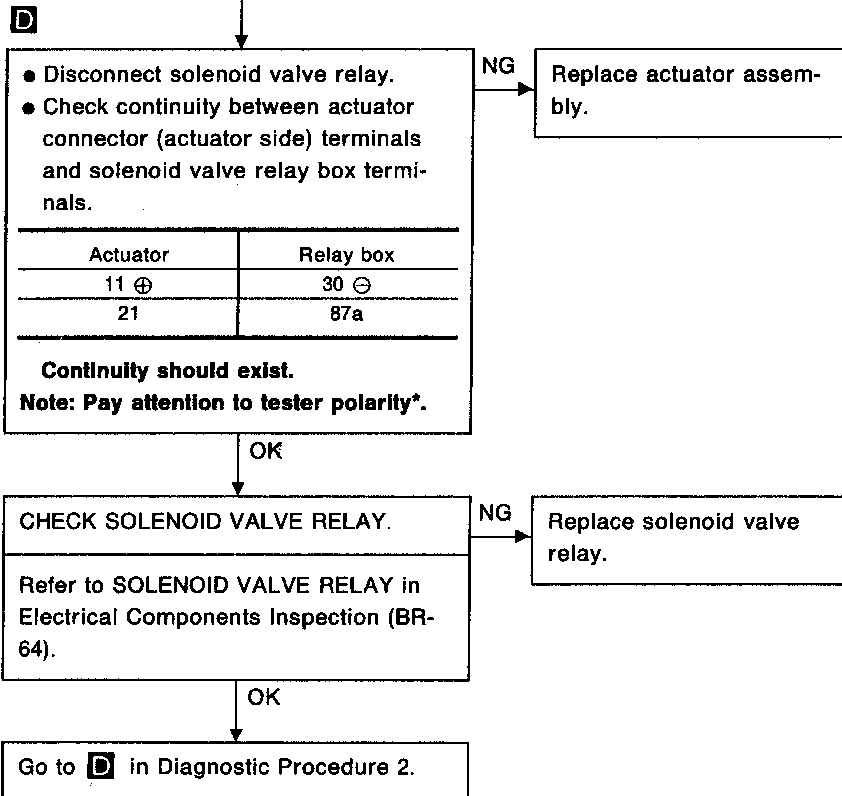 D
● Disconnect solenoid valve relay.
● Check continuity between actuator
connector (actuator side) terminals
and solenoid valve relay box termi-
nals.
Actuator Relay box
11 ⊕ 30 ⊖
21 87a
Continuity should exist.
Note: Pay attention to tester polarity*.
NG
Replace actuator assem-
bly.
OK
CHECK SOLENOID VALVE RELAY.
Refer to SOLENOID VALVE RELAY in
Electrical Components Inspection (BR-
64).
NG
Replace solenoid valve
relay.
OK
Go to D in Diagnostic Procedure 2.